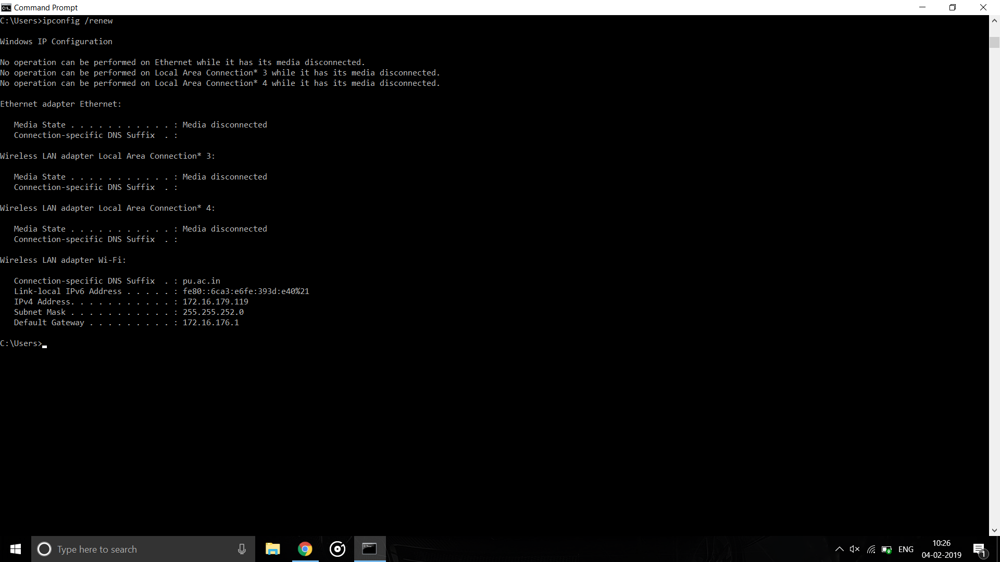 Command Prompt
C:\Users>ipconfig /renew
Windows IP Configuration
No operation can be performed on Ethernet while it has its media disconnected.
No operation can be performed on Local Area Connection* 3 while it has its media disconnected.
No operation can be performed on Local Area Connection* 4 while it has its media disconnected.
Ethernet adapter Ethernet:
Media State . . . . . . . . . . . : Media disconnected
Connection-specific DNS Suffix  . :
Wireless LAN adapter Local Area Connection* 3:
Media State . . . . . . . . . . . : Media disconnected
Connection-specific DNS Suffix  . :
Wireless LAN adapter Local Area Connection* 4:
Media State . . . . . . . . . . . : Media disconnected
Connection-specific DNS Suffix  . :
Wireless LAN adapter Wi-Fi:
Connection-specific DNS Suffix  . : pu.ac.in
Link-local IPv6 Address . . . . . : fe80::6ca3:e6fe:393d:e40%21
IPv4 Address. . . . . . . . . . . : 172.16.179.119
Subnet Mask . . . . . . . . . . . : 255.255.252.0
Default Gateway . . . . . . . . . : 172.16.176.1
C:\Users>
Type here to search
ENG
10:26
04-02-2019
1